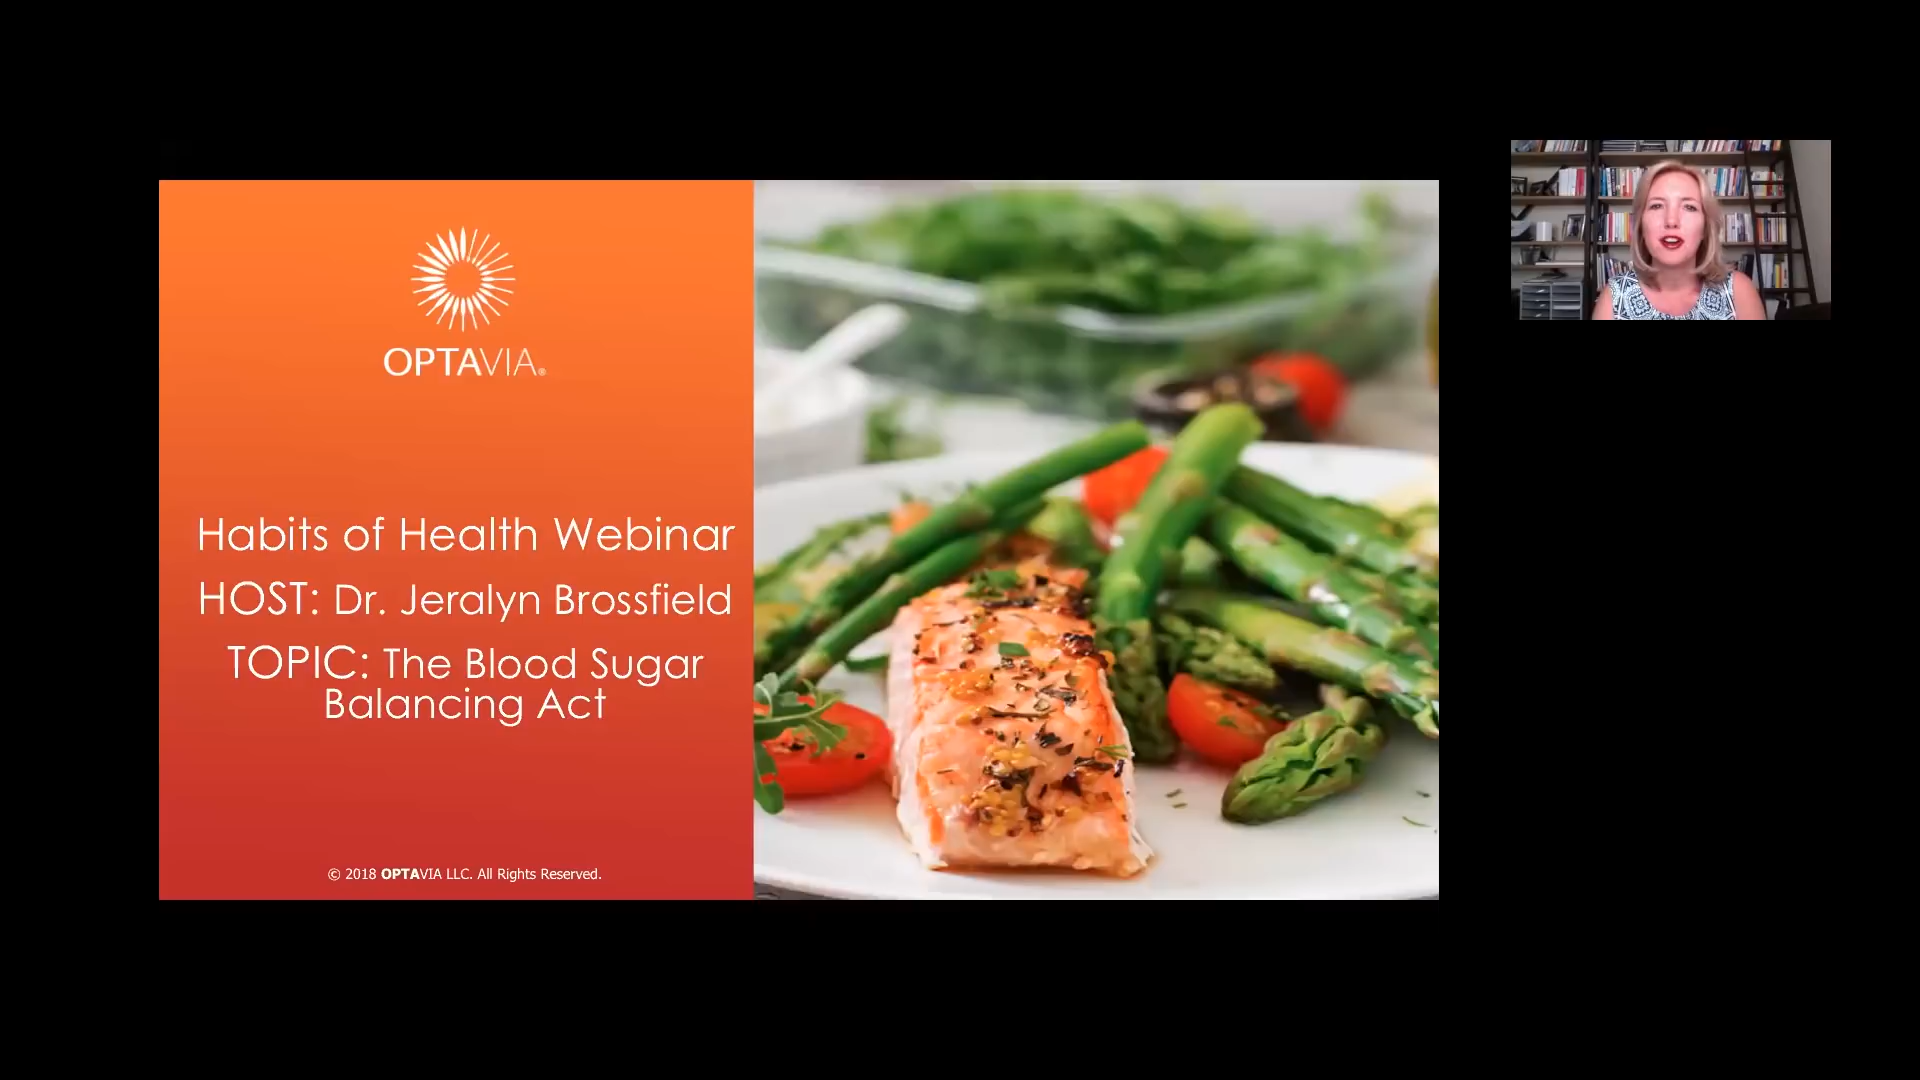 OPTAVIA®
Habits of Health Webinar
HOST: Dr. Jeralyn Brossfield
TOPIC: The Blood Sugar
Balancing Act
© 2018 OPTAVIA LLC. All Rights Reserved.